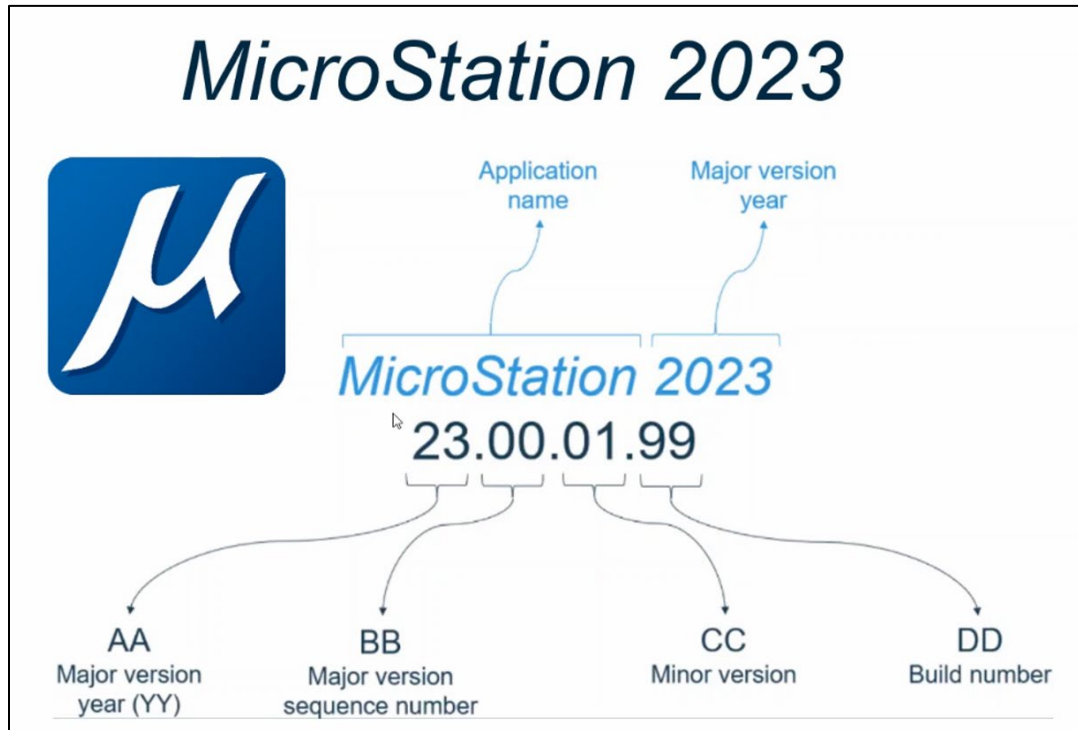 MicroStation 2023
Application
name
Major version
year
μ
MicroStation 2023
23.00.01.99
AA
Major version
year (YY)
BB
Major version
sequence number
CC
Minor version
DD
Build number